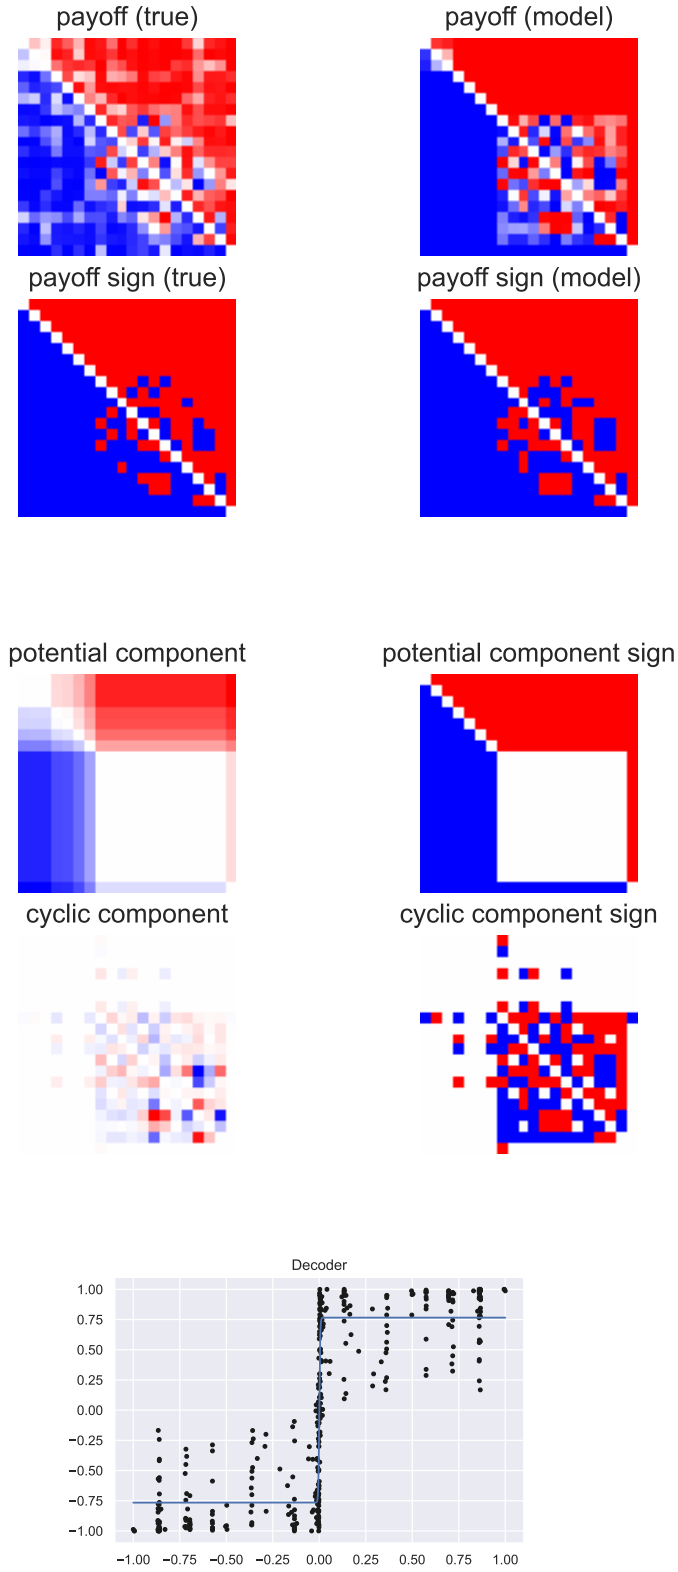 payoff (true) payoff (model)
payoff sign (true) payoff sign (model)
potential component potential component sign
cyclic component cyclic component sign
Decoder
1.00
0.75
0.50
0.25
0.00
−0.25
−0.50
−0.75
−1.00
−1.00 −0.75 −0.50 −0.25 0.00 0.25 0.50 0.75 1.00